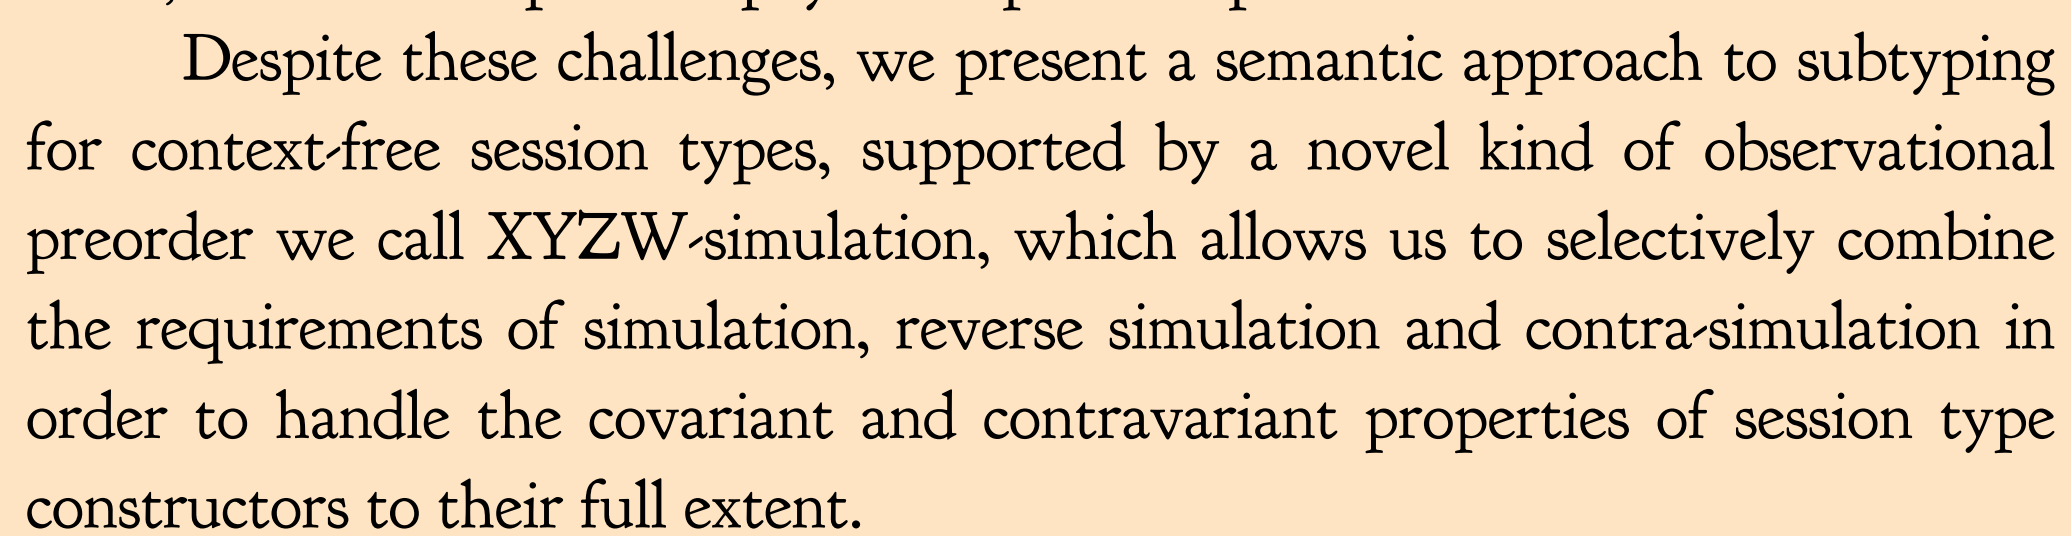 Despite these challenges, we present a semantic approach to subtyping
for context-free session types, supported by a novel kind of observational
preorder we call XYZW-simulation, which allows us to selectively combine
the requirements of simulation, reverse simulation and contra-simulation in
order to handle the covariant and contravariant properties of session type
constructors to their full extent.